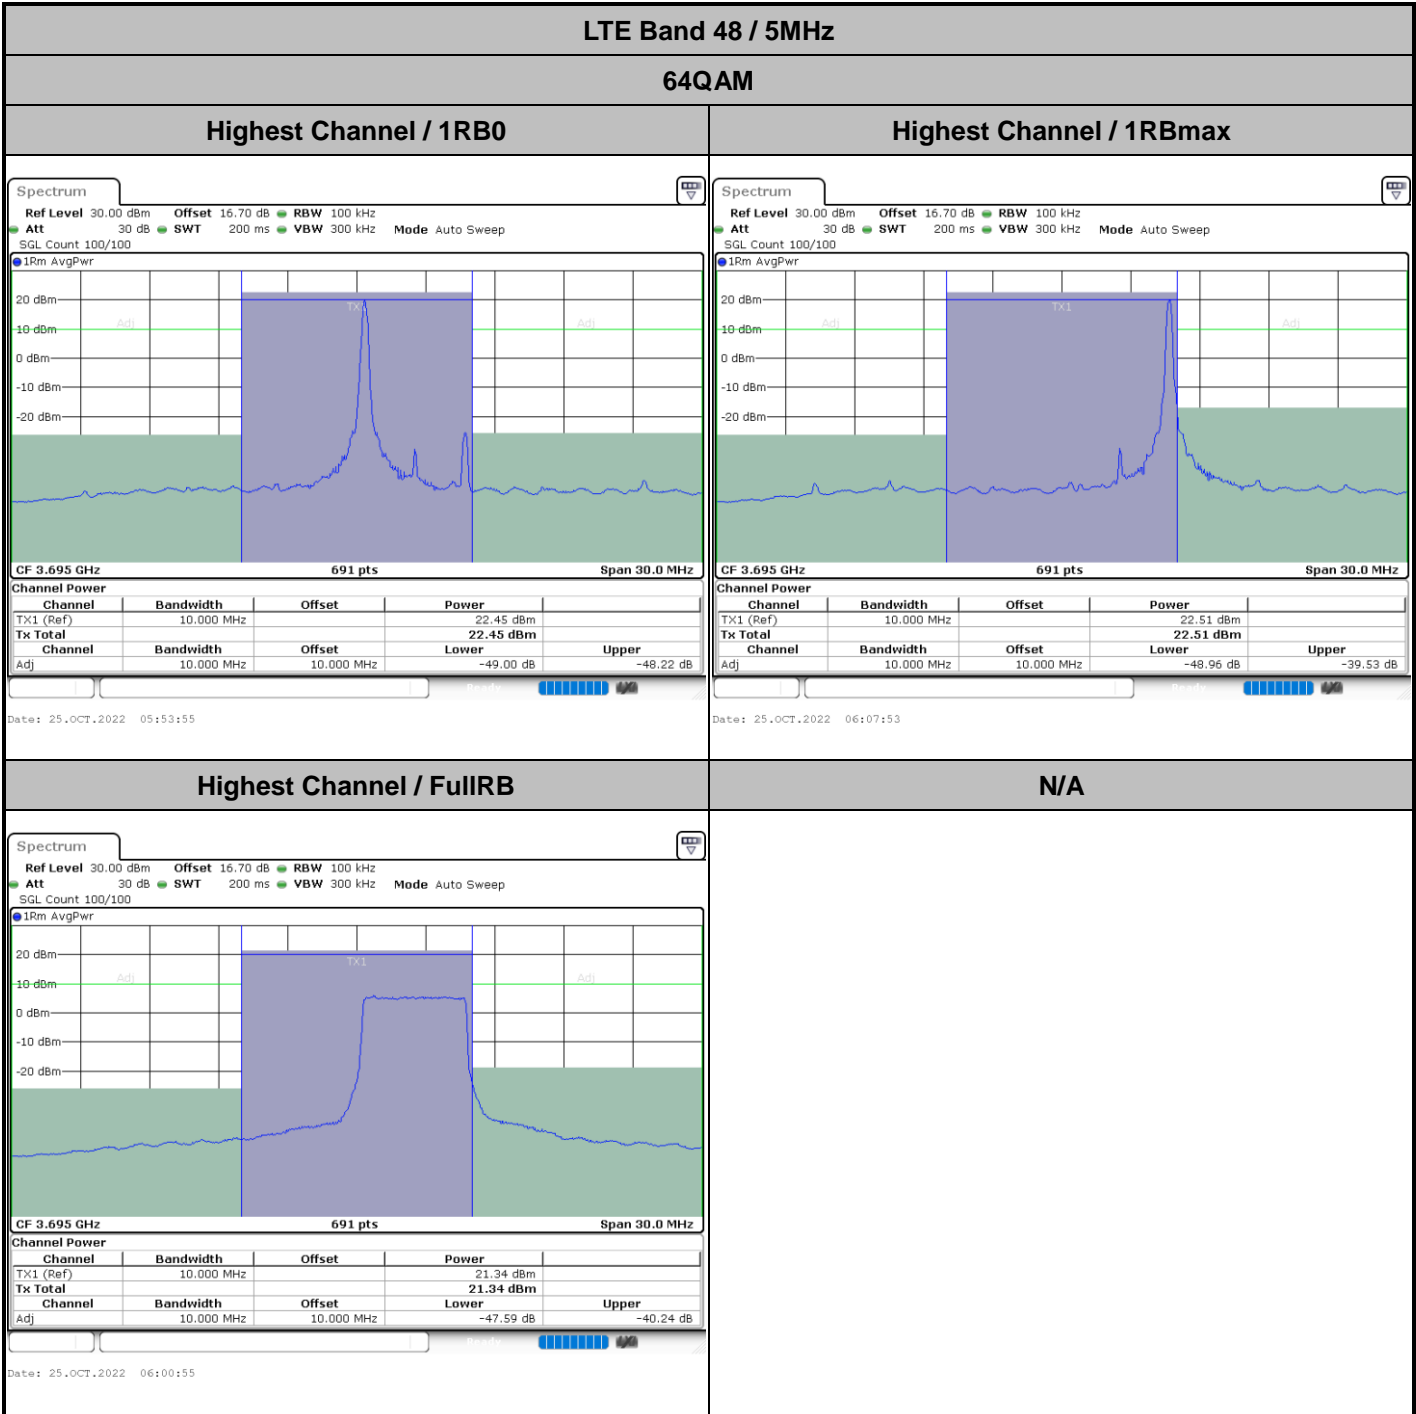 LTE Band 48 / 5MHz
64QAM
Highest Channel / 1RB0
Highest Channel / 1RBmax
Spectrum
Ref Level 30.00 dBm Offset 16.70 dB RBW 100 kHz
Att 30 dB SWT 200 ms VBW 300 kHz Mode Auto Sweep
SGL Count 100/100
1Rm AvgPwr
TX1
Adj
Adj
20 dBm
10 dBm
0 dBm
-10 dBm
-20 dBm
CF 3.695 GHz 691 pts Span 30.0 MHz
Channel Power
Channel Bandwidth Offset Power
TX1 (Ref) 10.000 MHz 22.45 dBm
Tx Total 22.45 dBm
Channel Bandwidth Offset Lower Upper
Adj 10.000 MHz 10.000 MHz -49.00 dB -48.22 dB
Ready
Date: 25.OCT.2022 05:53:55
Spectrum
Ref Level 30.00 dBm Offset 16.70 dB RBW 100 kHz
Att 30 dB SWT 200 ms VBW 300 kHz Mode Auto Sweep
SGL Count 100/100
1Rm AvgPwr
TX1
Adj
Adj
20 dBm
10 dBm
0 dBm
-10 dBm
-20 dBm
CF 3.695 GHz 691 pts Span 30.0 MHz
Channel Power
Channel Bandwidth Offset Power
TX1 (Ref) 10.000 MHz 22.51 dBm
Tx Total 22.51 dBm
Channel Bandwidth Offset Lower Upper
Adj 10.000 MHz 10.000 MHz -48.96 dB -39.53 dB
Ready
Date: 25.OCT.2022 06:07:53
Highest Channel / FullRB
N/A
Spectrum
Ref Level 30.00 dBm Offset 16.70 dB RBW 100 kHz
Att 30 dB SWT 200 ms VBW 300 kHz Mode Auto Sweep
SGL Count 100/100
1Rm AvgPwr
TX1
Adj
Adj
20 dBm
10 dBm
0 dBm
-10 dBm
-20 dBm
CF 3.695 GHz 691 pts Span 30.0 MHz
Channel Power
Channel Bandwidth Offset Power
TX1 (Ref) 10.000 MHz 21.34 dBm
Tx Total 21.34 dBm
Channel Bandwidth Offset Lower Upper
Adj 10.000 MHz 10.000 MHz -47.59 dB -40.24 dB
Ready
Date: 25.OCT.2022 06:00:55